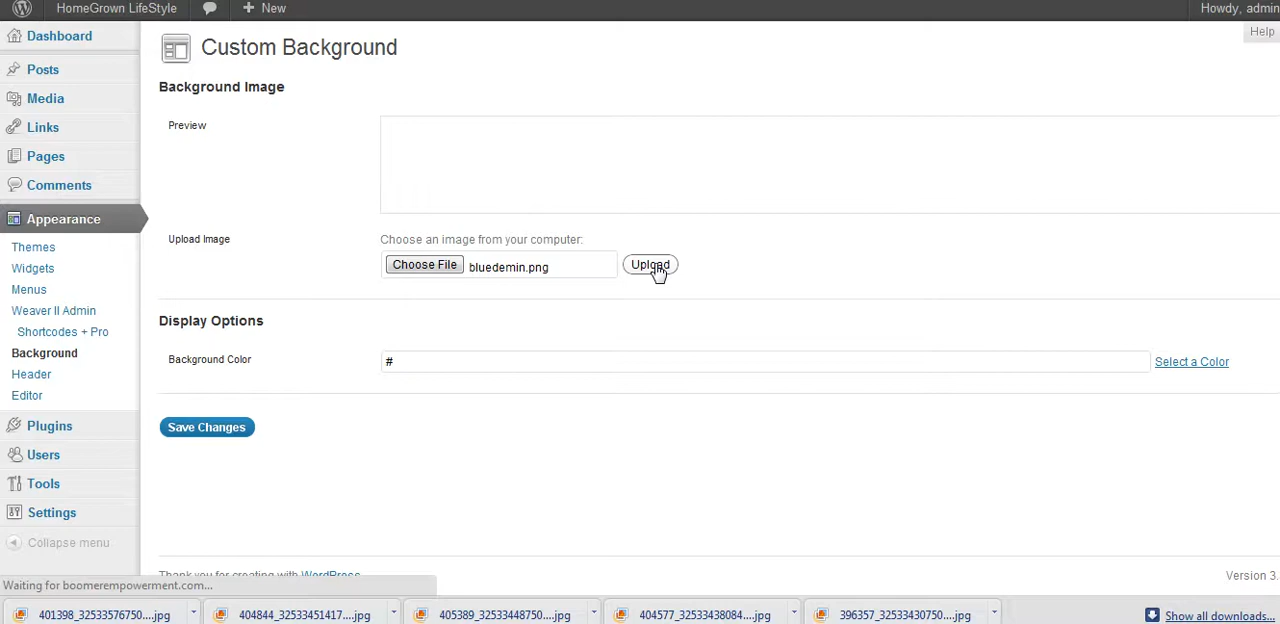 HomeGrown LifeStyle
New
Howdy, admin
Help
Dashboard
Posts
Media
Links
Pages
Comments
Appearance
Themes
Widgets
Menus
Weaver II Admin
Shortcodes + Pro
Background
Header
Editor
Plugins
Users
Tools
Settings
Collapse menu
Custom Background
Background Image
Preview
Upload Image
Choose an image from your computer:
Choose File bluedemin.png Upload
Display Options
Background Color
#
Select a Color
Save Changes
Thank you for creating with WordPress
Version 3.
Waiting for boomerempowerment.com...
401398_32533576750....jpg
404844_32533451417....jpg
405389_32533448750....jpg
404577_32533438084....jpg
396357_32533430750....jpg
Show all downloads...